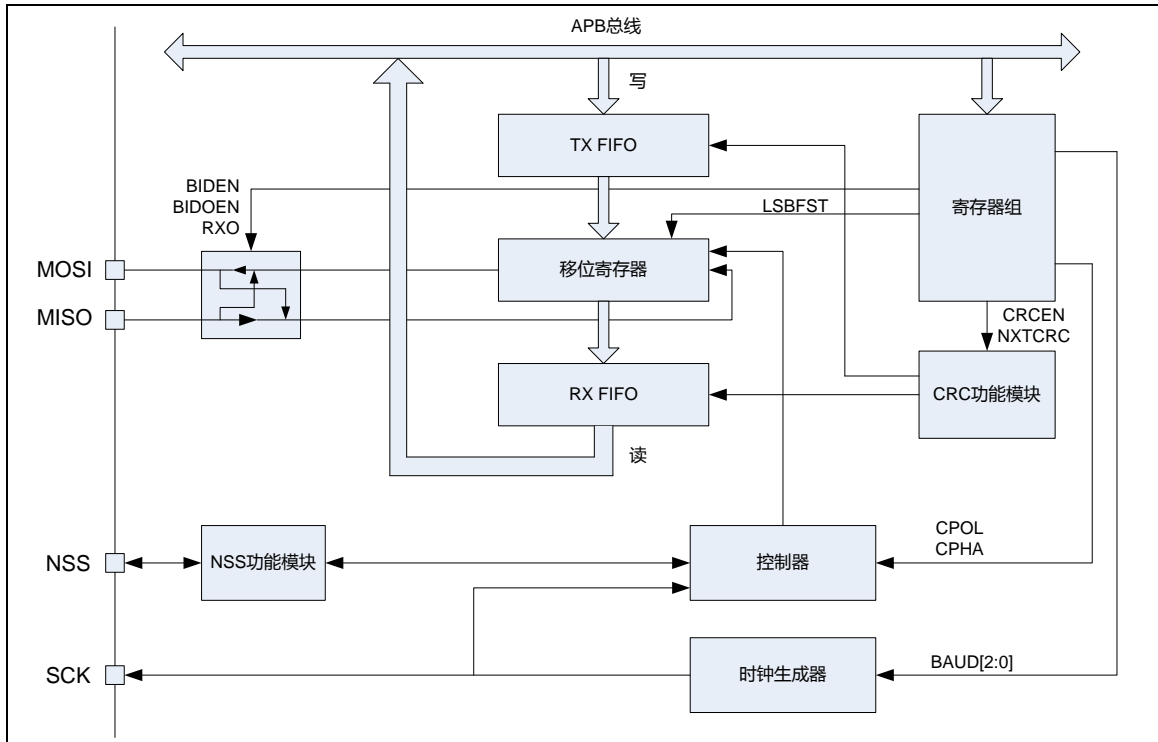 APB总线
写
TX FIFO
BIDEN
BIDOEN
RXO
LSBFST
寄存器组
MOSI
移位寄存器
MISO
CRCEN
NXTCRC
RX FIFO
CRC功能模块
读
CPOL
CPHA
NSS
NSS功能模块
控制器
SCK
时钟生成器
BAUD[2:0]